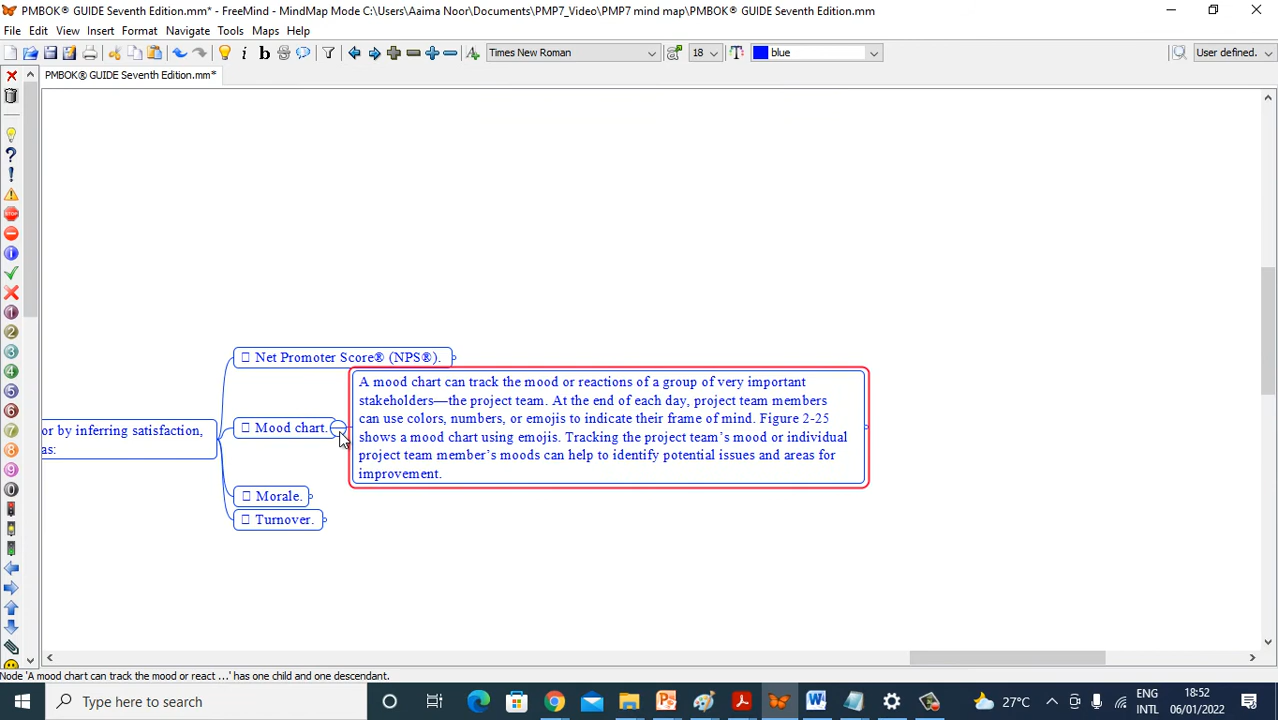 PMBOK® GUIDE Seventh Edition.mm* - FreeMind - MindMap Mode C:\Users\Aaima Noor\Documents\PMP7_Video\PMP7 mind map\PMBOK® GUIDE Seventh Edition.mm
File Edit View Insert Format Navigate Tools Maps Help
Times New Roman 18 blue User defined.
PMBOK® GUIDE Seventh Edition.mm*
Net Promoter Score® (NPS®).
A mood chart can track the mood or reactions of a group of very important
stakeholders—the project team. At the end of each day, project team members
can use colors, numbers, or emojis to indicate their frame of mind. Figure 2-25
shows a mood chart using emojis. Tracking the project team’s mood or individual
project team member’s moods can help to identify potential issues and areas for
improvement.
or by inferring satisfaction,
as:
Mood chart.
Morale.
Turnover.
Node 'A mood chart can track the mood or react ...' has one child and one descendant.
Type here to search
27°C
ENG
INTL
18:52
06/01/2022